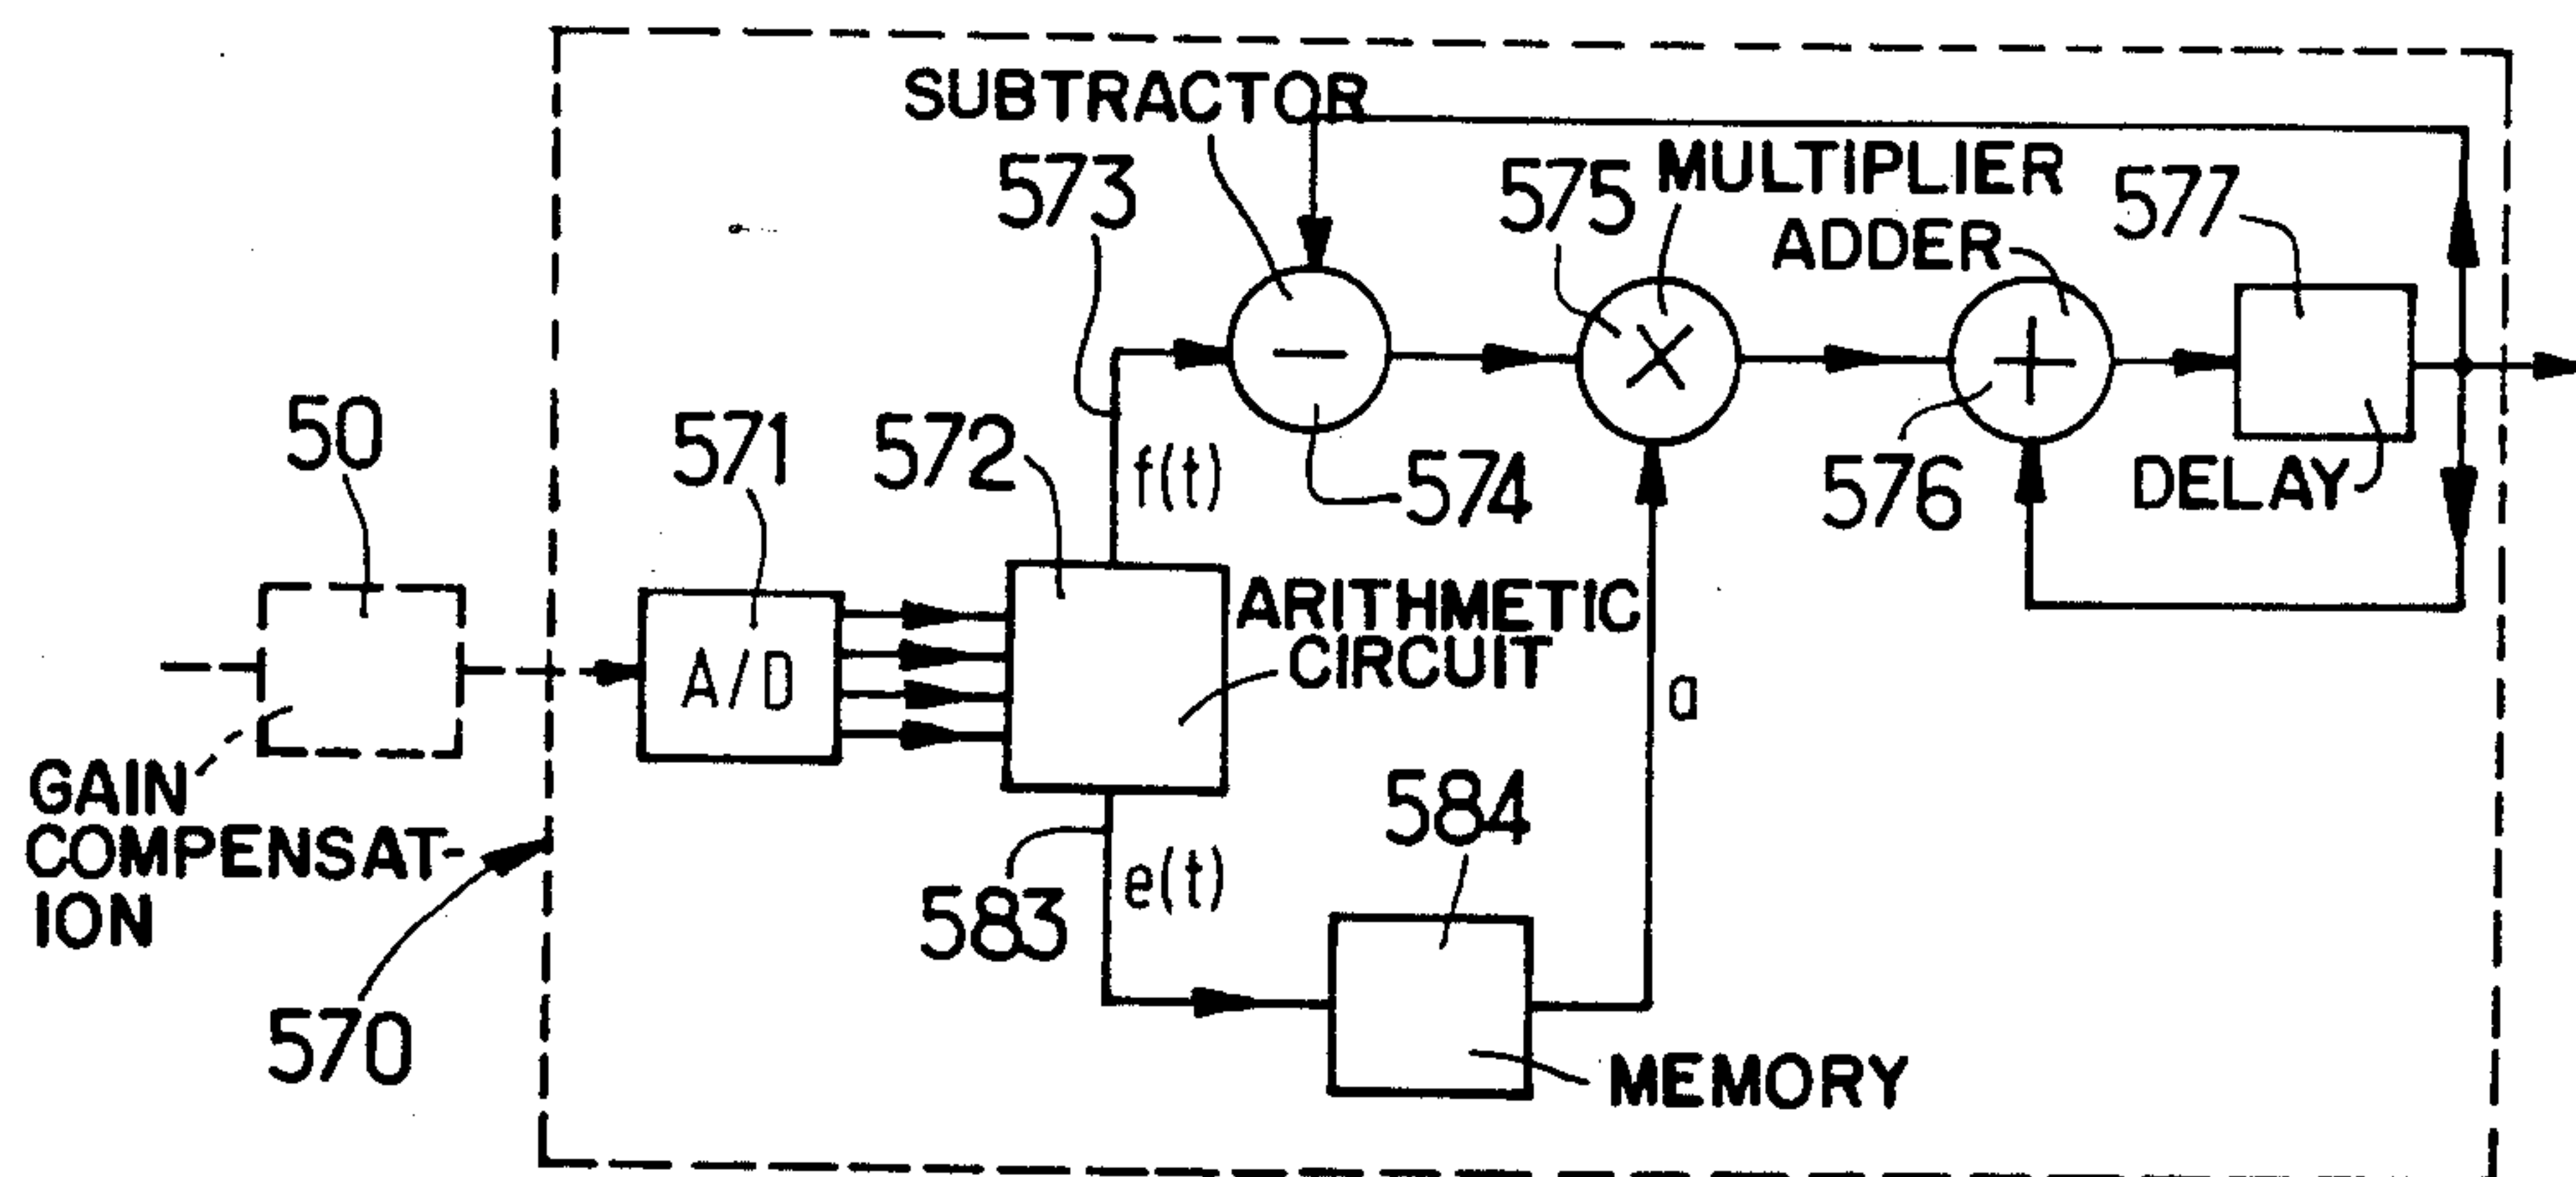 SUBTRACTOR
573
575
MULTIPLIER
ADDER
577
50
571
572
f(t)
574
576
DELAY
A/D
ARITHMETIC
CIRCUIT
a
GAIN
COMPENSAT-
ION
583
e(t)
584
570
MEMORY